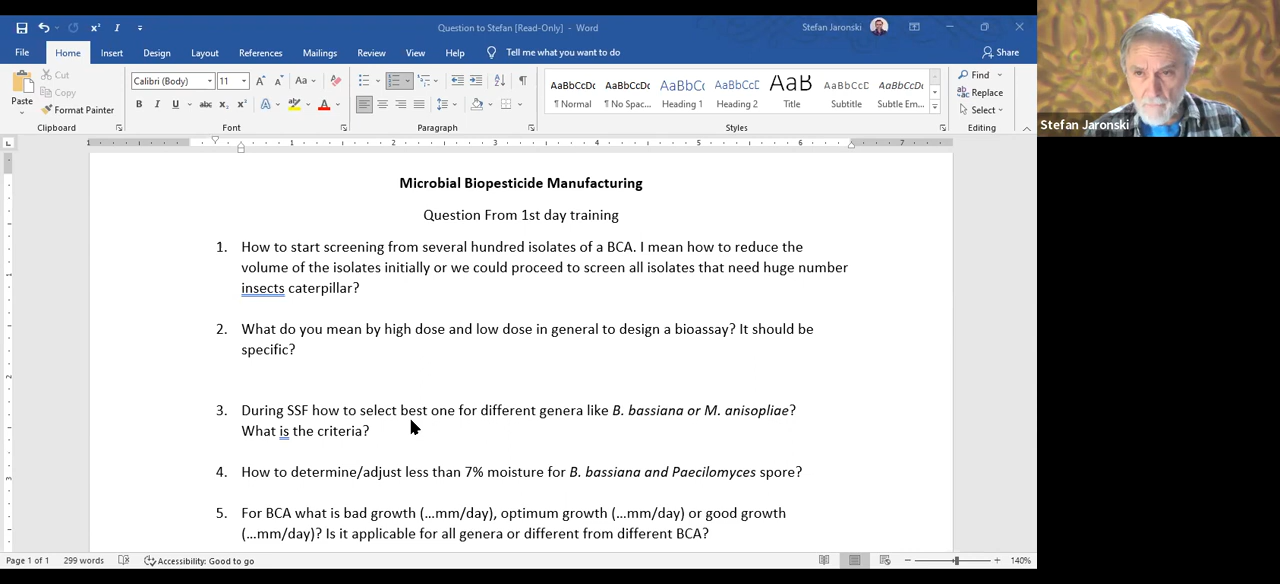 Question to Stefan [Read-Only] - Word
Stefan Jaronski
File Home Insert Design Layout References Mailings Review View Help Tell me what you want to do Share
Paste
Cut
Copy
Format Painter
Clipboard
Calibri (Body) 11
Font
Paragraph
AaBbCcDc AaBbCcDc AaBbCc AaBbCcE AaB AaBbCcC AaBbCcDc
¶ Normal ¶ No Spac... Heading 1 Heading 2 Title Subtitle Subtle Em...
Styles
Find
Replace
Select
Editing
Stefan Jaronski
1 1 2 3 4 5 6 7
Microbial Biopesticide Manufacturing
Question From 1st day training
1. How to start screening from several hundred isolates of a BCA. I mean how to reduce the
volume of the isolates initially or we could proceed to screen all isolates that need huge number
insects caterpillar?
2. What do you mean by high dose and low dose in general to design a bioassay? It should be
specific?
3. During SSF how to select best one for different genera like B. bassiana or M. anisopliae?
What is the criteria?
4. How to determine/adjust less than 7% moisture for B. bassiana and Paecilomyces spore?
5. For BCA what is bad growth (...mm/day), optimum growth (...mm/day) or good growth
(...mm/day)? Is it applicable for all genera or different from different BCA?
Page 1 of 1 299 words Accessibility: Good to go 140%